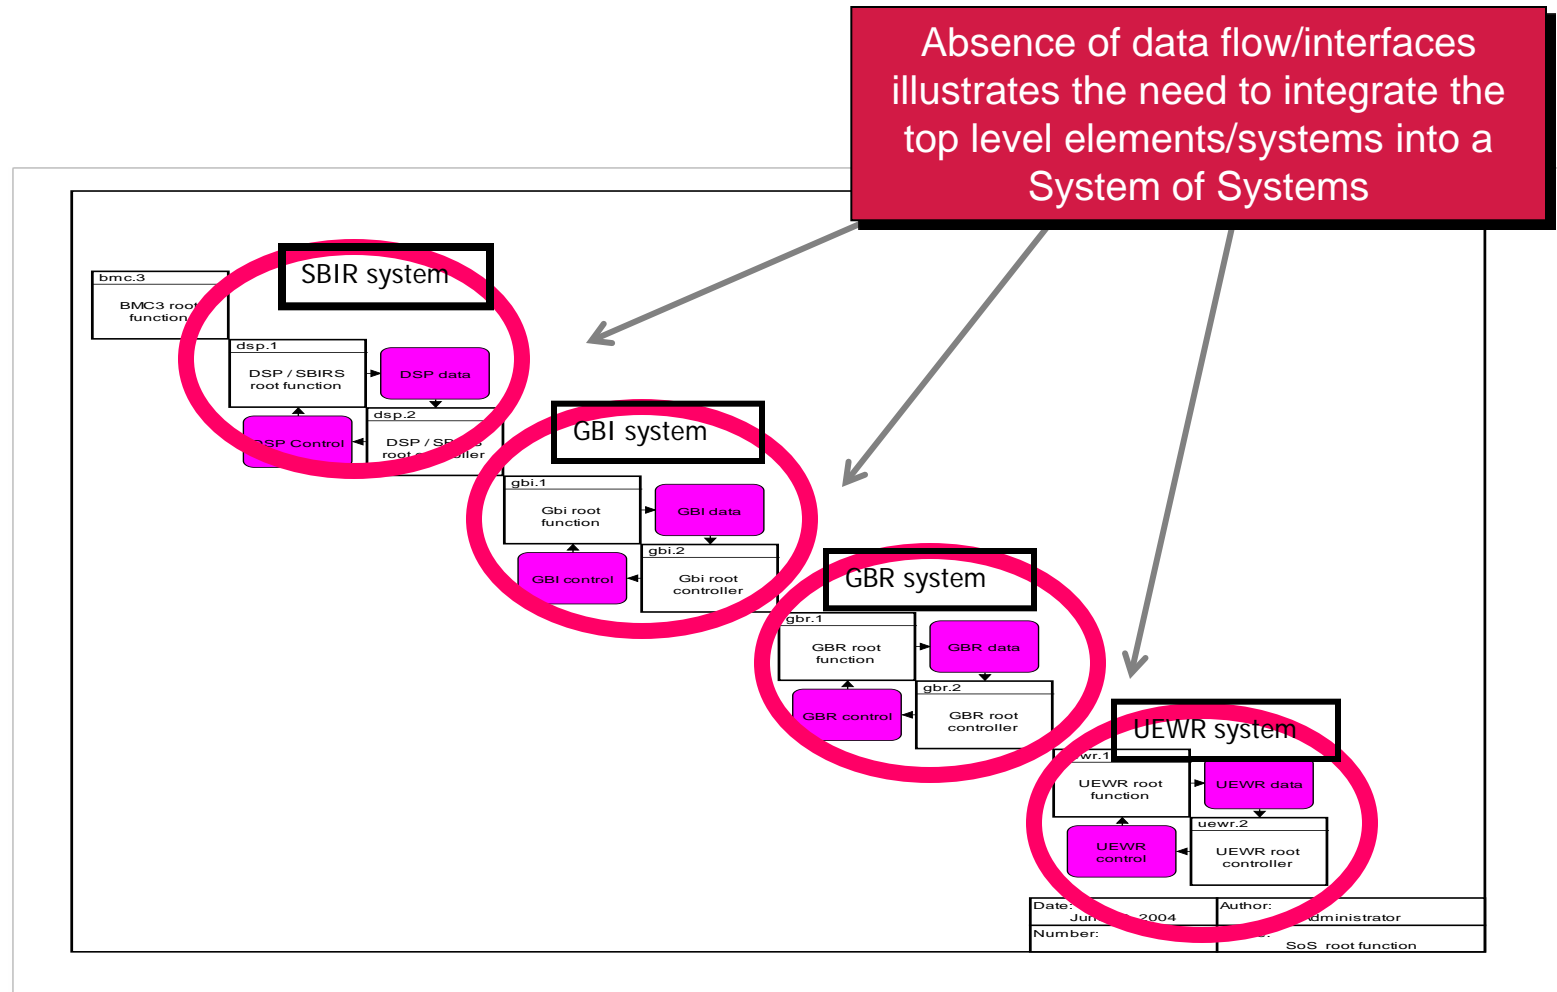 Absence of data flow/interfaces
illustrates the need to integrate the
top level elements/systems into a
System of Systems
SBIR system
bmc.3
BMC3 root
function
dsp.1
DSP / SBIRS
root function
DSP data
DSP Control
dsp.2
DSP / SBIRS
root controller
GBI system
gbi.1
Gbi root
function
GBI data
GBI control
gbi.2
Gbi root
controller
GBR system
gbr.1
GBR root
function
GBR data
GBR control
gbr.2
GBR root
controller
UEWR system
UEWR root
function
UEWR data
UEWR
control
uewr.2
UEWR root
controller
Date:
2004
Author:
Administrator
Number:
SoS root function